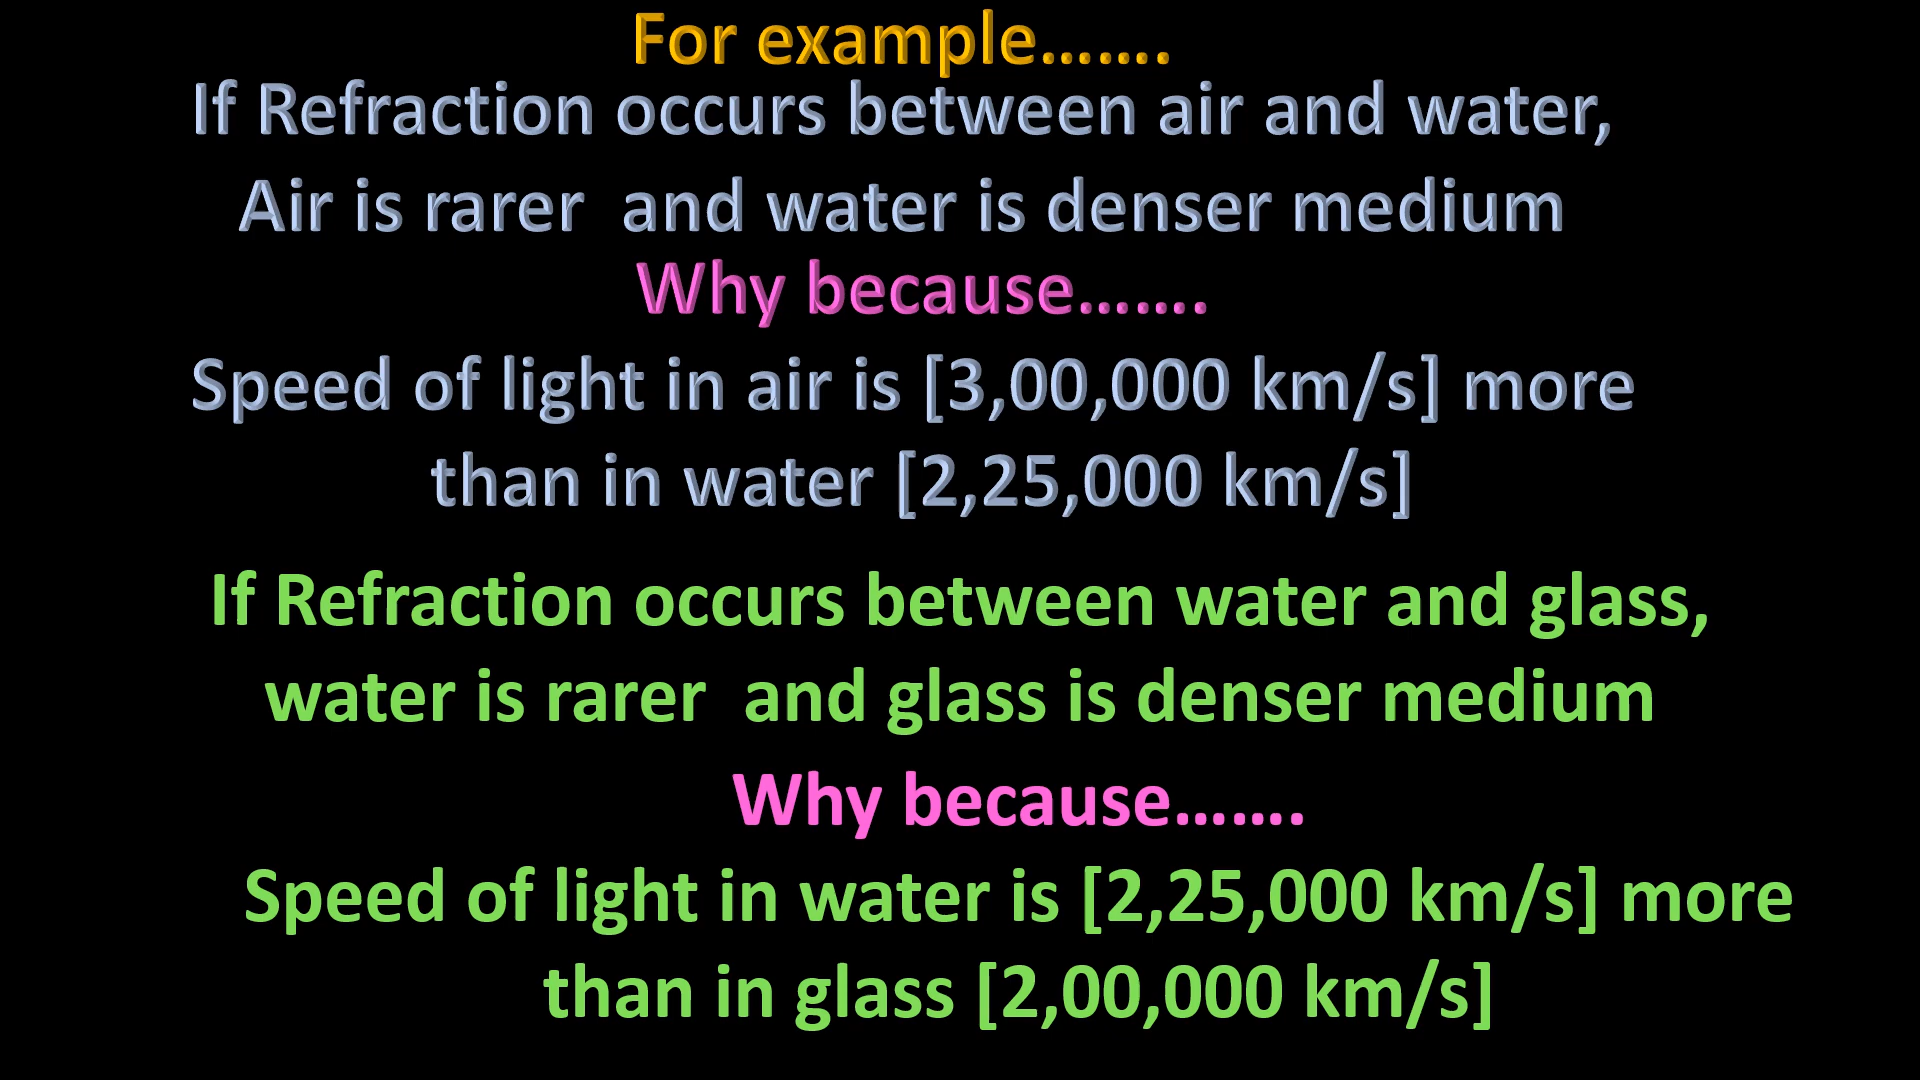 For example…….
If Refraction occurs between air and water,
Air is rarer  and water is denser medium
Why because…….
Speed of light in air is [3,00,000 km/s] more
than in water [2,25,000 km/s]
If Refraction occurs between water and glass,
water is rarer  and glass is denser medium
Why because…….
Speed of light in water is [2,25,000 km/s] more
than in glass [2,00,000 km/s]